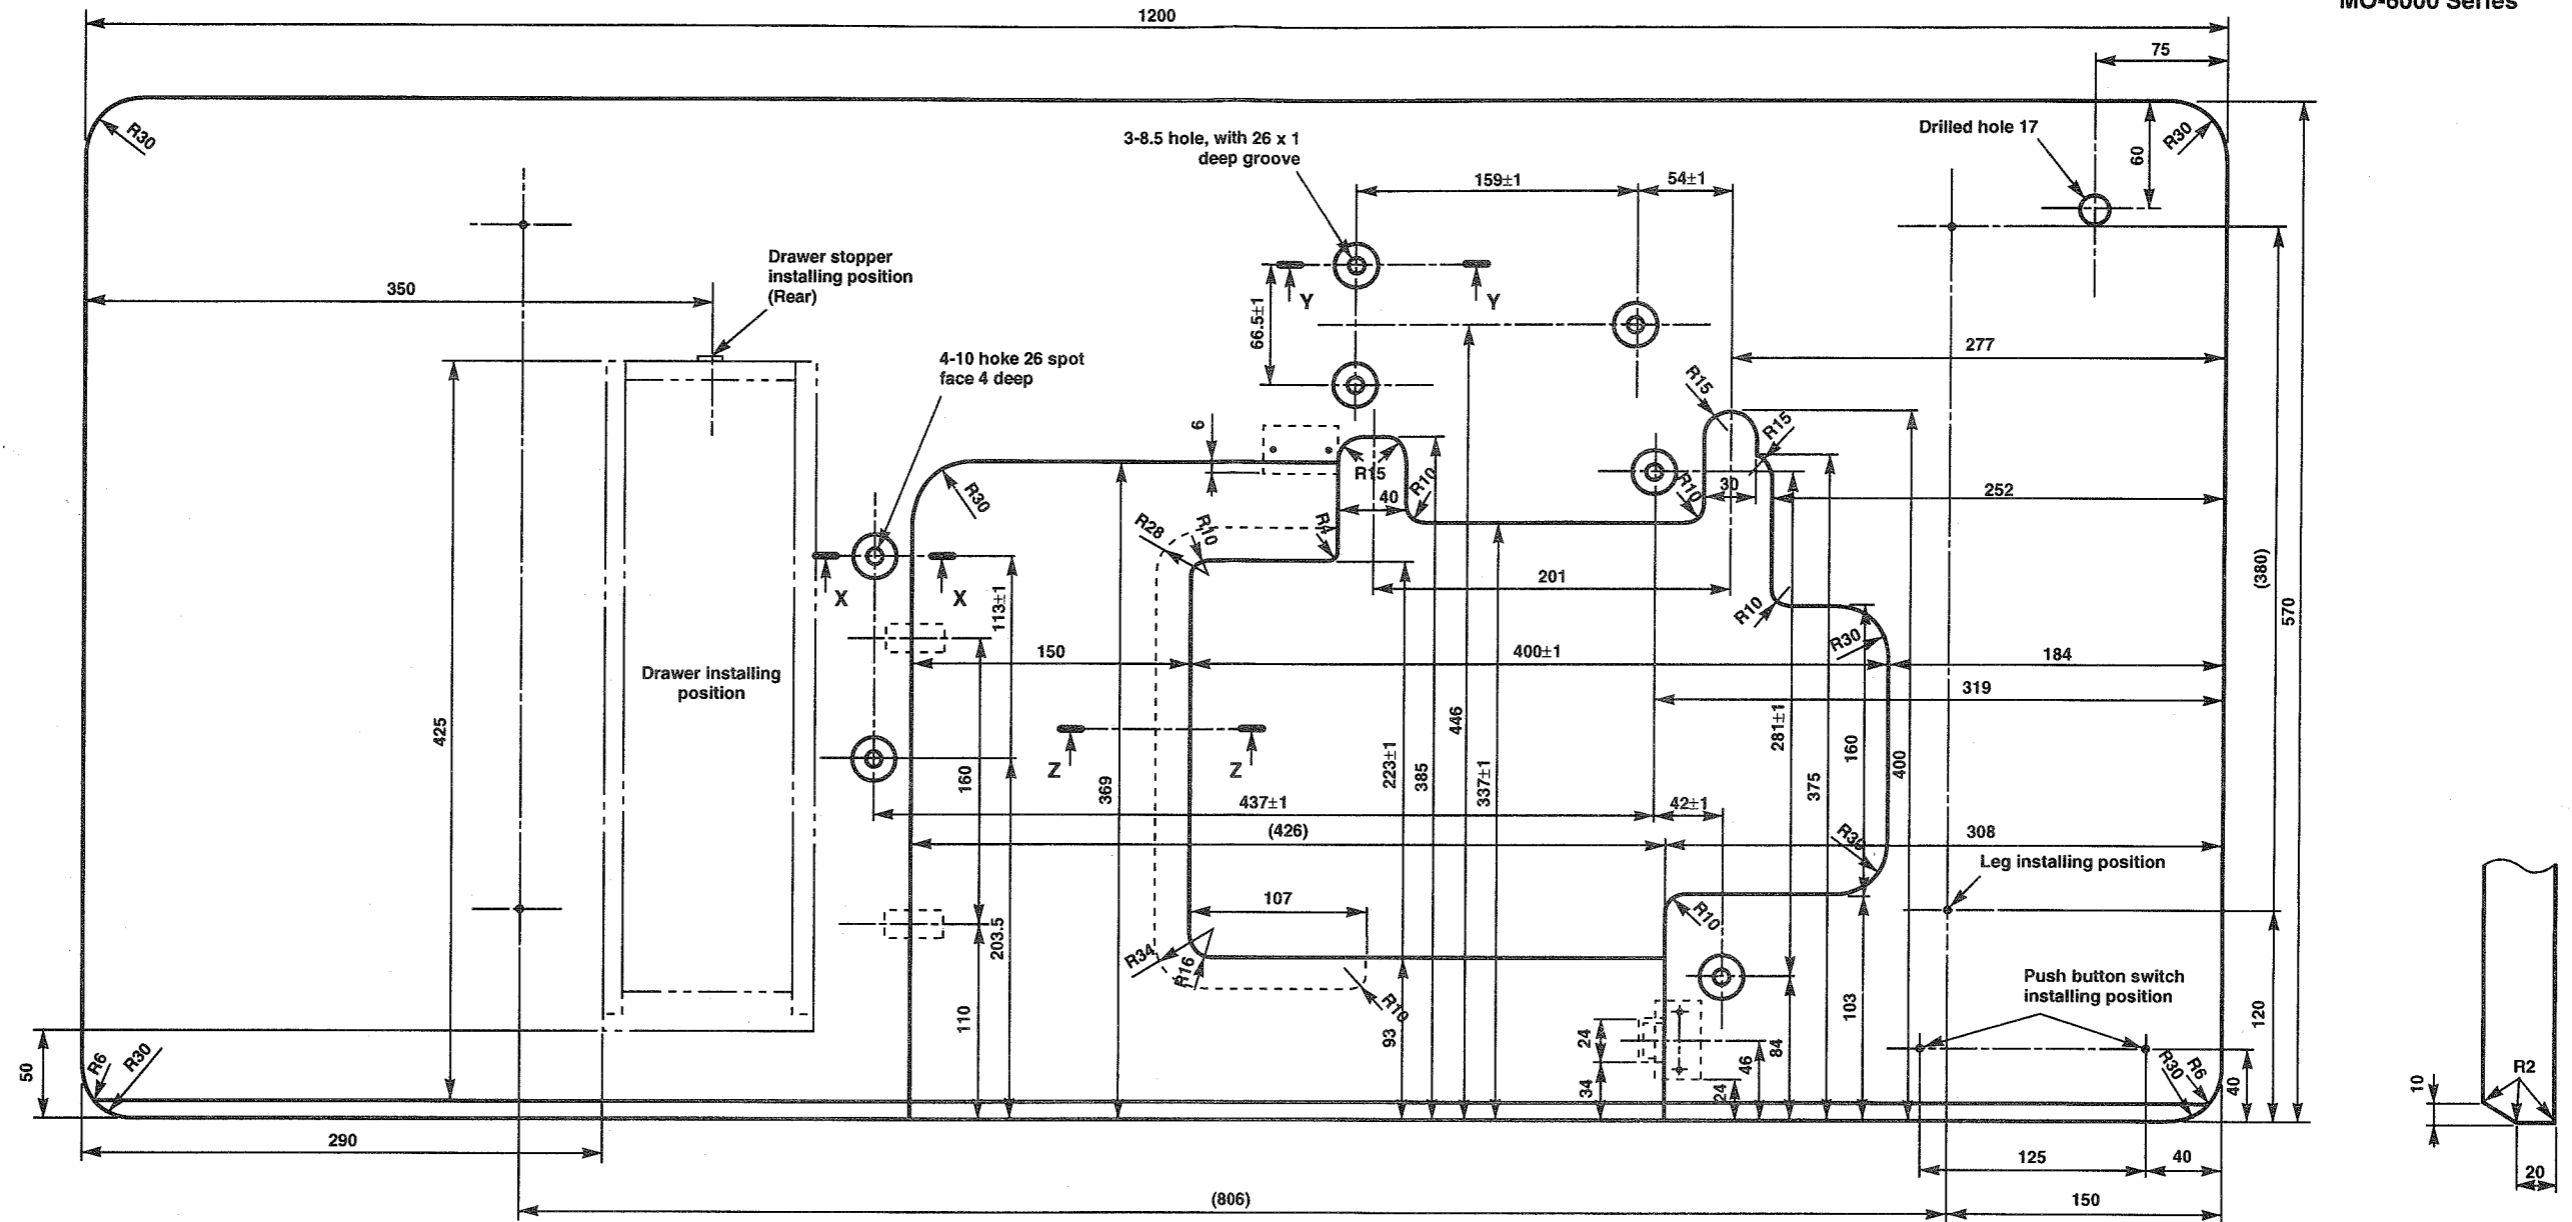 MO-6000 Series
1200
75
R30
3-8.5 hole, with 26 x 1
deep groove
Drilled hole 17
R30
60
159±1
54±1
Drawer stopper
installing position
(Rear)
350
Y
Y
66.5±1
277
4-10 hoke 26 spot
face 4 deep
R15
R15
6
R15
R10
R30
40
R10
30
252
R28
R10
R4
X
X
113±1
201
R10
(380)
570
R30
Drawer installing
position
150
400±1
184
319
425
446
281±1
Z
Z
160
369
223±1
385
337±1
375
160
400
437±1
42±1
(426)
R30
308
Leg installing position
107
R10
203.5
R34
R16
R10
Push button switch
installing position
110
93
103
120
24
84
46
50
R6
R30
34
24
R30
R6
40
10
R2
290
125
40
20
(806)
150